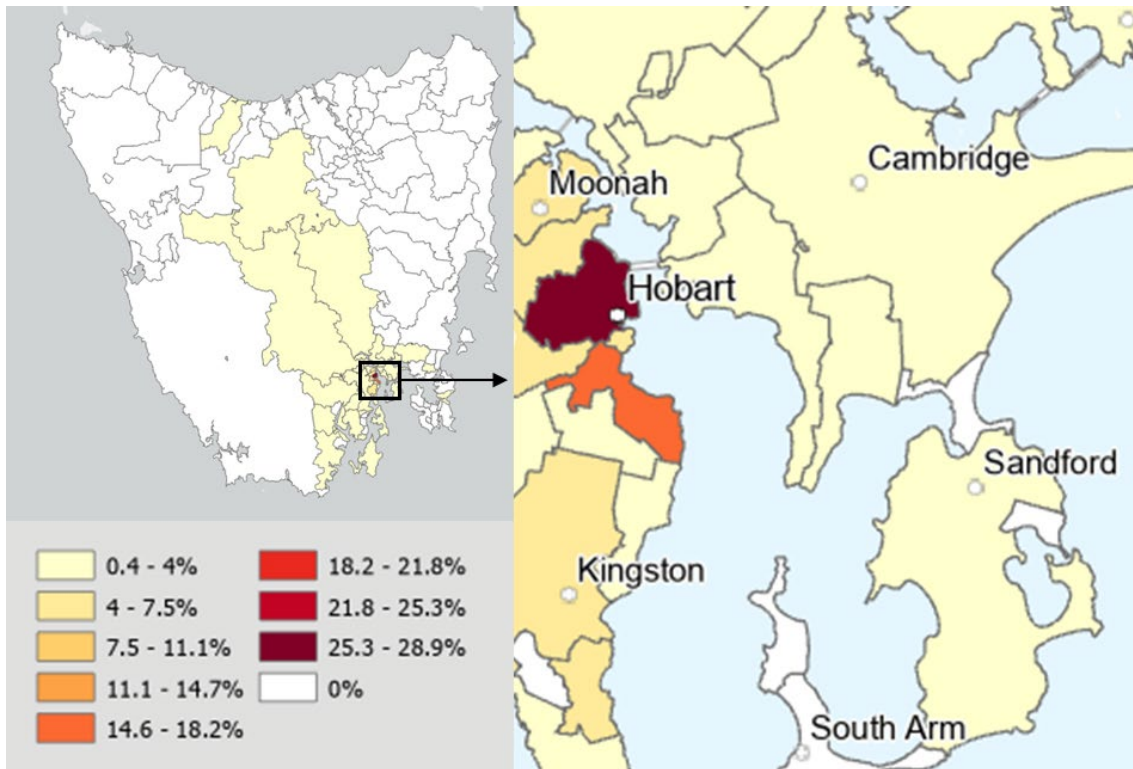 Moonah
Cambridge
Hobart
Sandford
Kingston
South Arm
0.4 - 4%
4 - 7.5%
7.5 - 11.1%
11.1 - 14.7%
14.6 - 18.2%
18.2 - 21.8%
21.8 - 25.3%
25.3 - 28.9%
0%